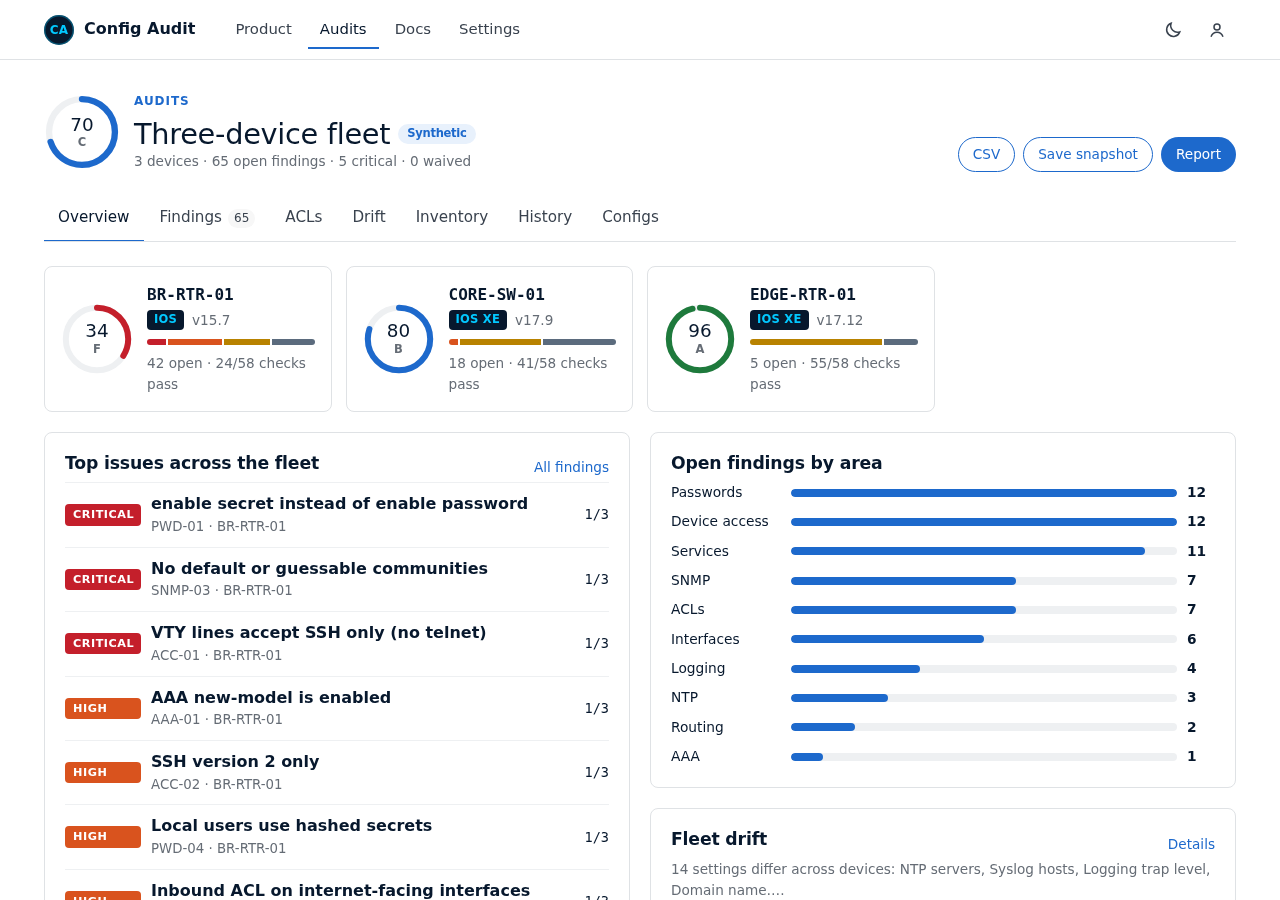 CA Config Audit Product Audits Docs Settings
70
C
AUDITS
Three-device fleet Synthetic
3 devices · 65 open findings · 5 critical · 0 waived
CSV Save snapshot Report
Overview Findings 65 ACLs Drift Inventory History Configs
34
F
BR-RTR-01
IOS v15.7
42 open · 24/58 checks
pass
80
B
CORE-SW-01
IOS XE v17.9
18 open · 41/58 checks
pass
96
A
EDGE-RTR-01
IOS XE v17.12
5 open · 55/58 checks
pass
Top issues across the fleet All findings
CRITICAL enable secret instead of enable password 1/3
PWD-01 · BR-RTR-01
CRITICAL No default or guessable communities 1/3
SNMP-03 · BR-RTR-01
CRITICAL VTY lines accept SSH only (no telnet) 1/3
ACC-01 · BR-RTR-01
HIGH AAA new-model is enabled 1/3
AAA-01 · BR-RTR-01
HIGH SSH version 2 only 1/3
ACC-02 · BR-RTR-01
HIGH Local users use hashed secrets 1/3
PWD-04 · BR-RTR-01
HIGH Inbound ACL on internet-facing interfaces 1/3
Open findings by area
Passwords 12
Device access 12
Services 11
SNMP 7
ACLs 7
Interfaces 6
Logging 4
NTP 3
Routing 2
AAA 1
Fleet drift Details
14 settings differ across devices: NTP servers, Syslog hosts, Logging trap level,
Domain name.…